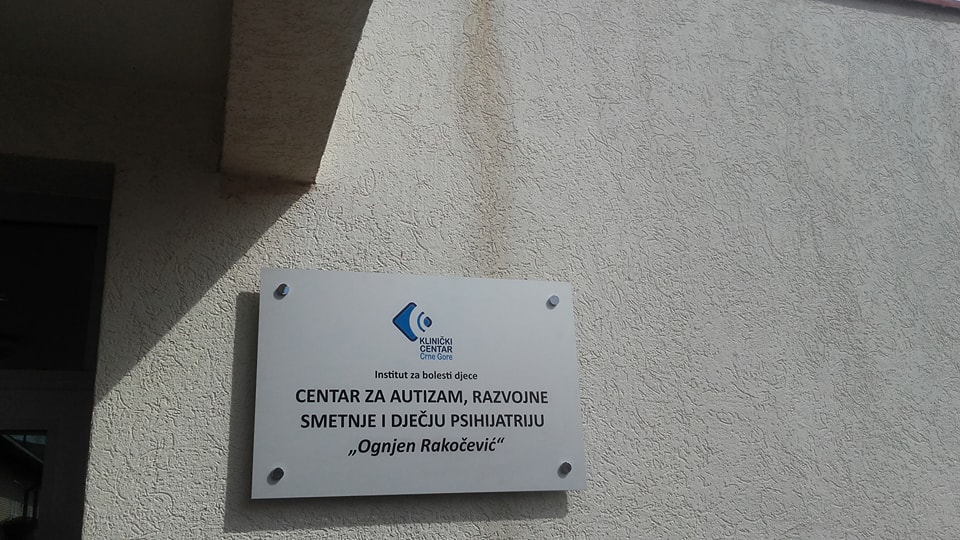 KLINIČKI
CENTAR
Crne Gore
Institut za bolesti djece
CENTAR ZA AUTIZAM, RAZVOJNE
SMETNJE I DJEČJU PSIHIJATRIJU
„Ognjen Rakočević“